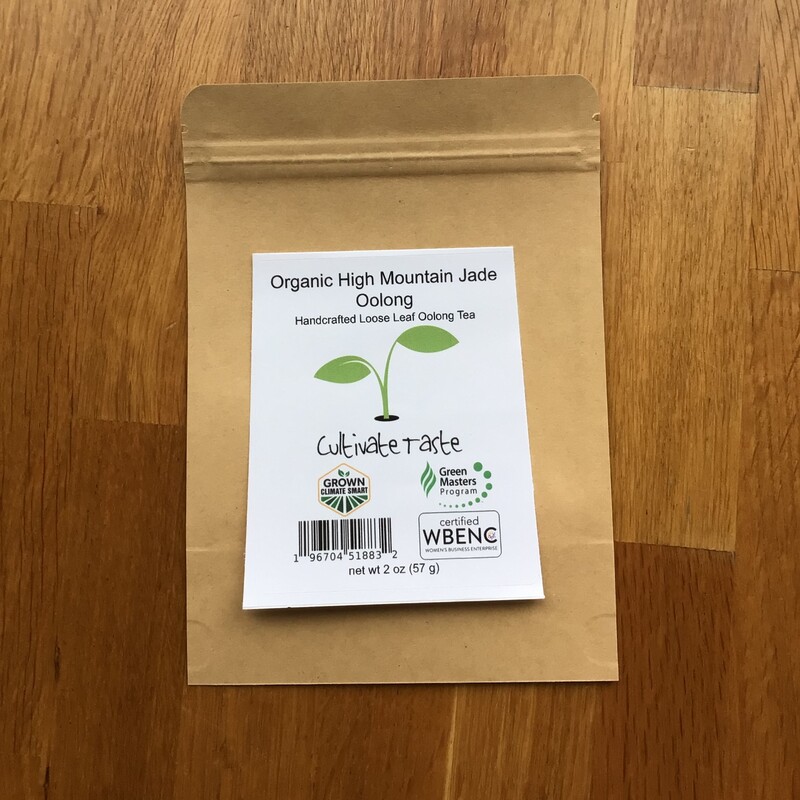 Organic High Mountain Jade
Oolong
Handcrafted Loose Leaf Oolong Tea
Cultivate Taste
GROWN
CLIMATE SMART
Green
Masters
Program
certified
WBENC
WOMEN'S BUSINESS ENTERPRISE
1 96704 51883 2
net wt 2 oz (57 g)